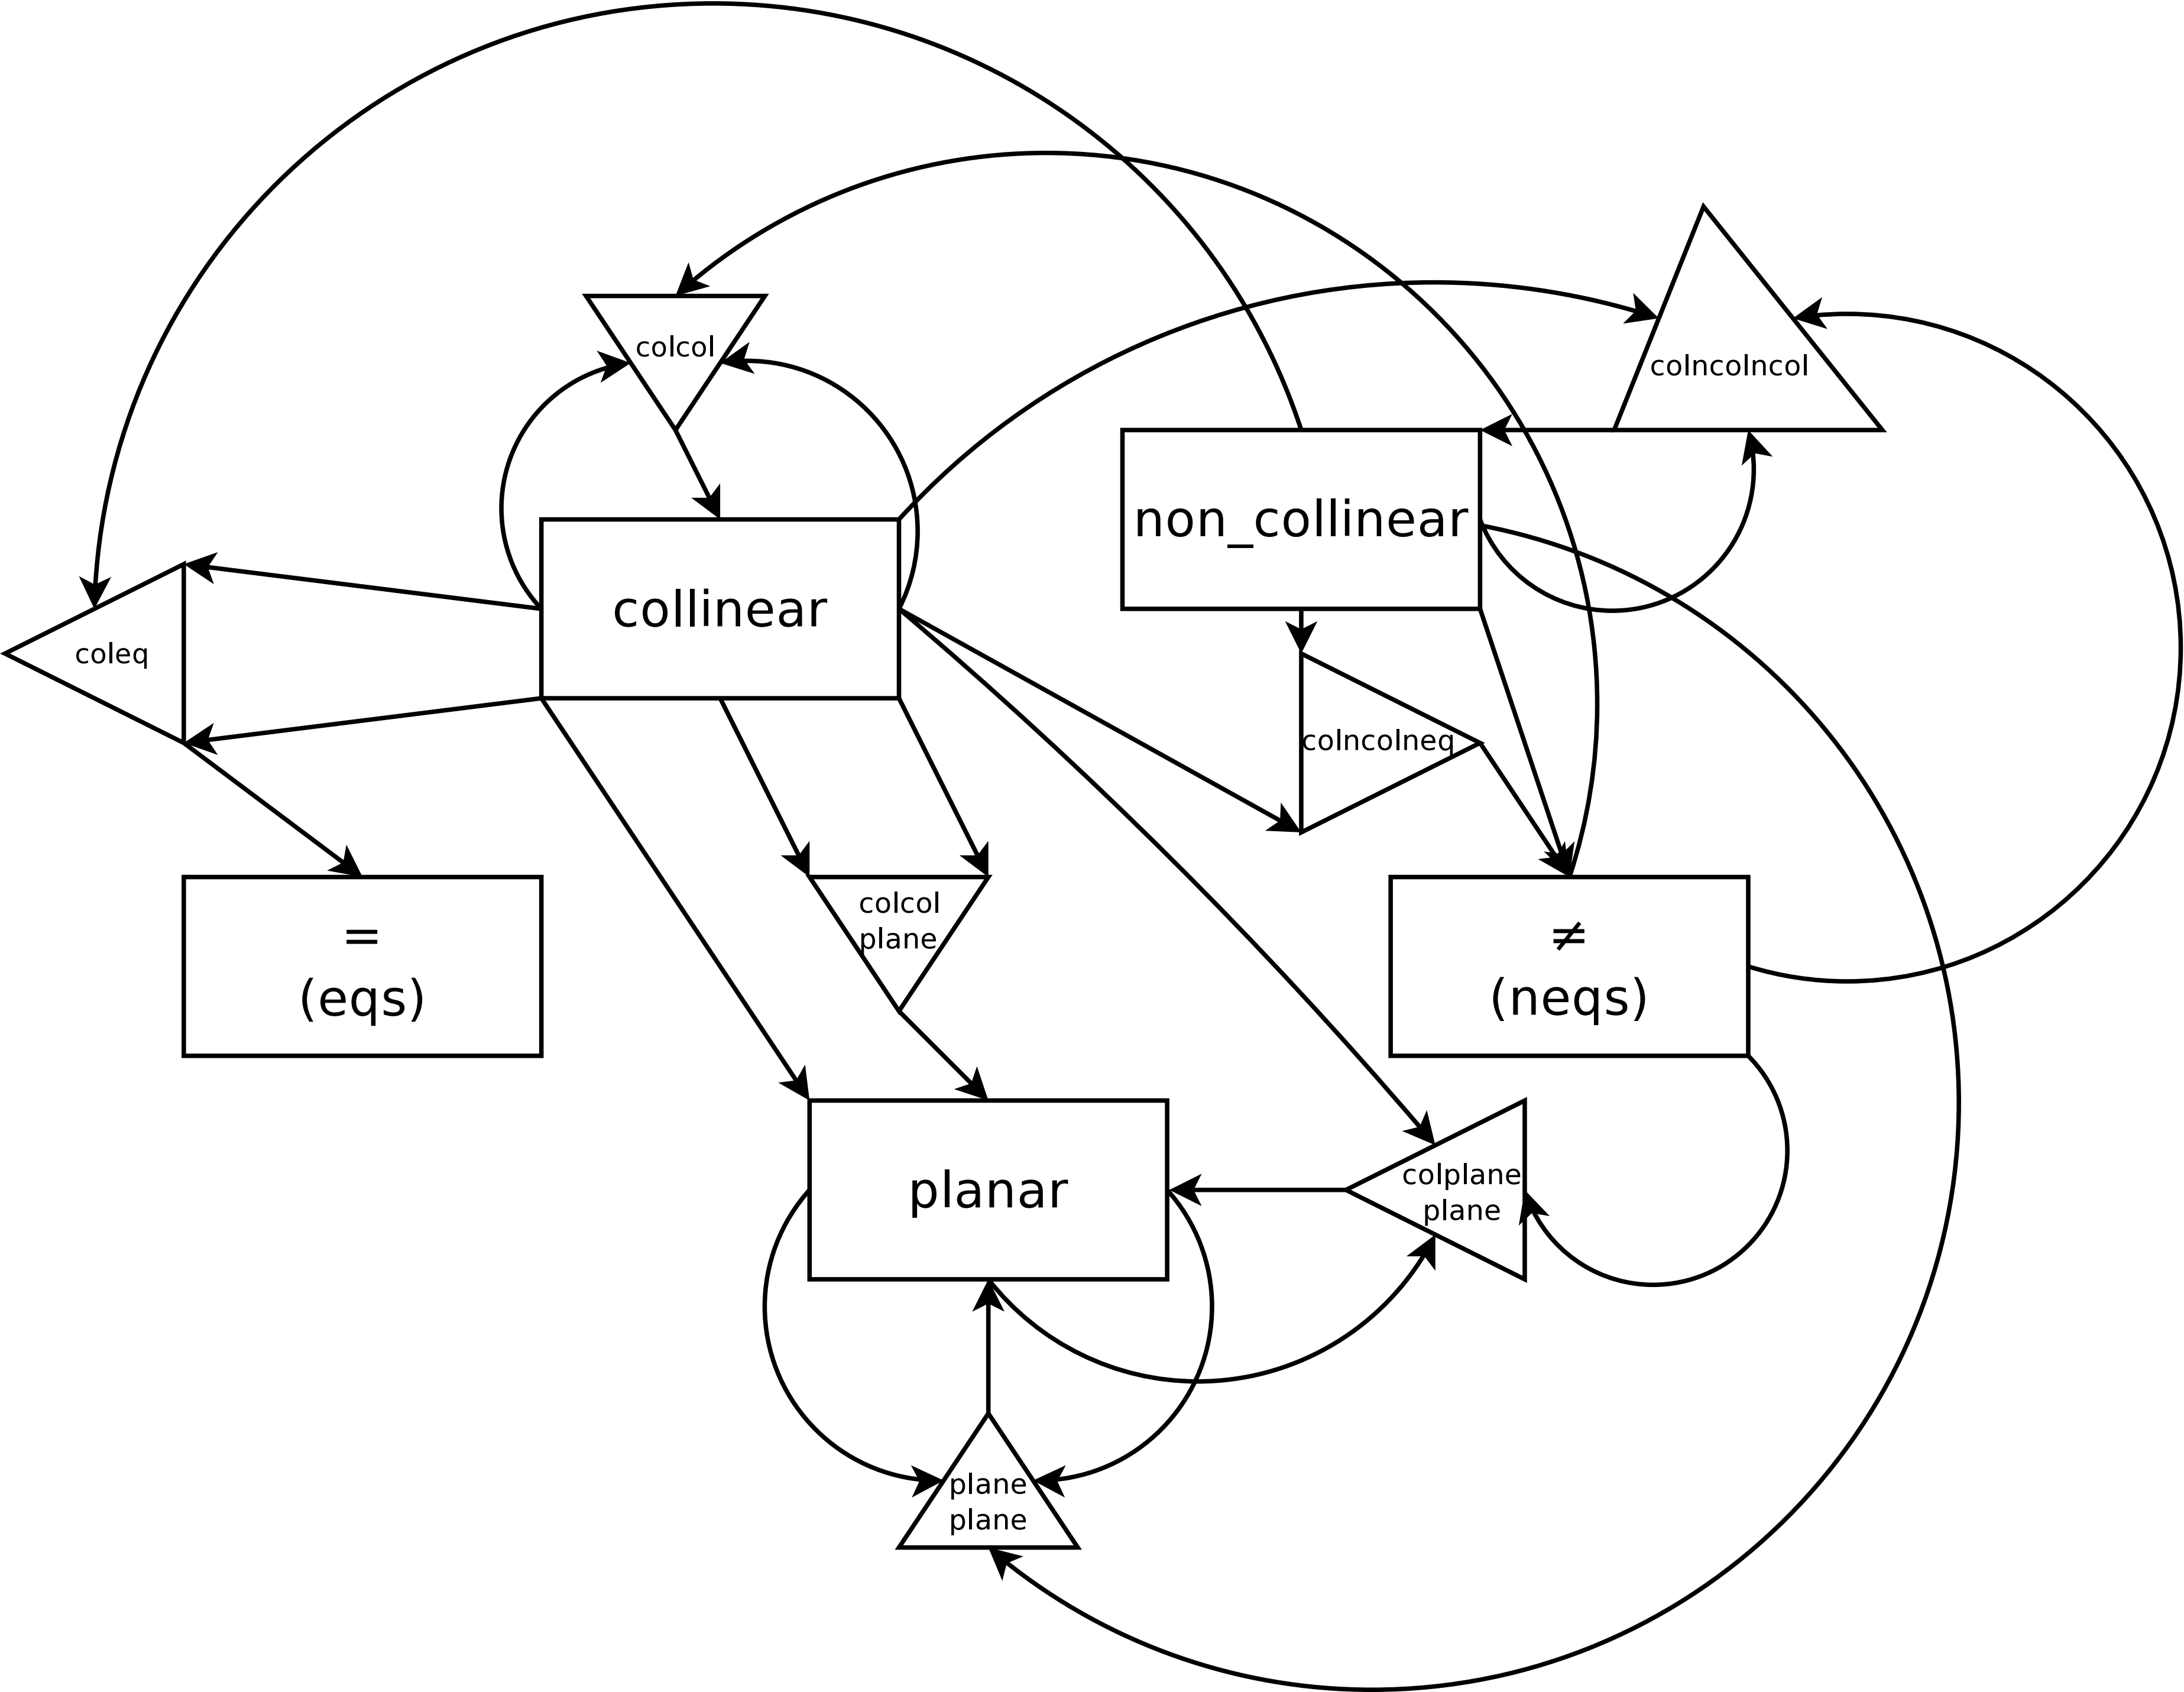 colcol
colncolncol
non_collinear
collinear
coleq
colncolneq
colcol
plane
=
(eqs)
≠
(neqs)
planar
colplane
plane
plane
plane